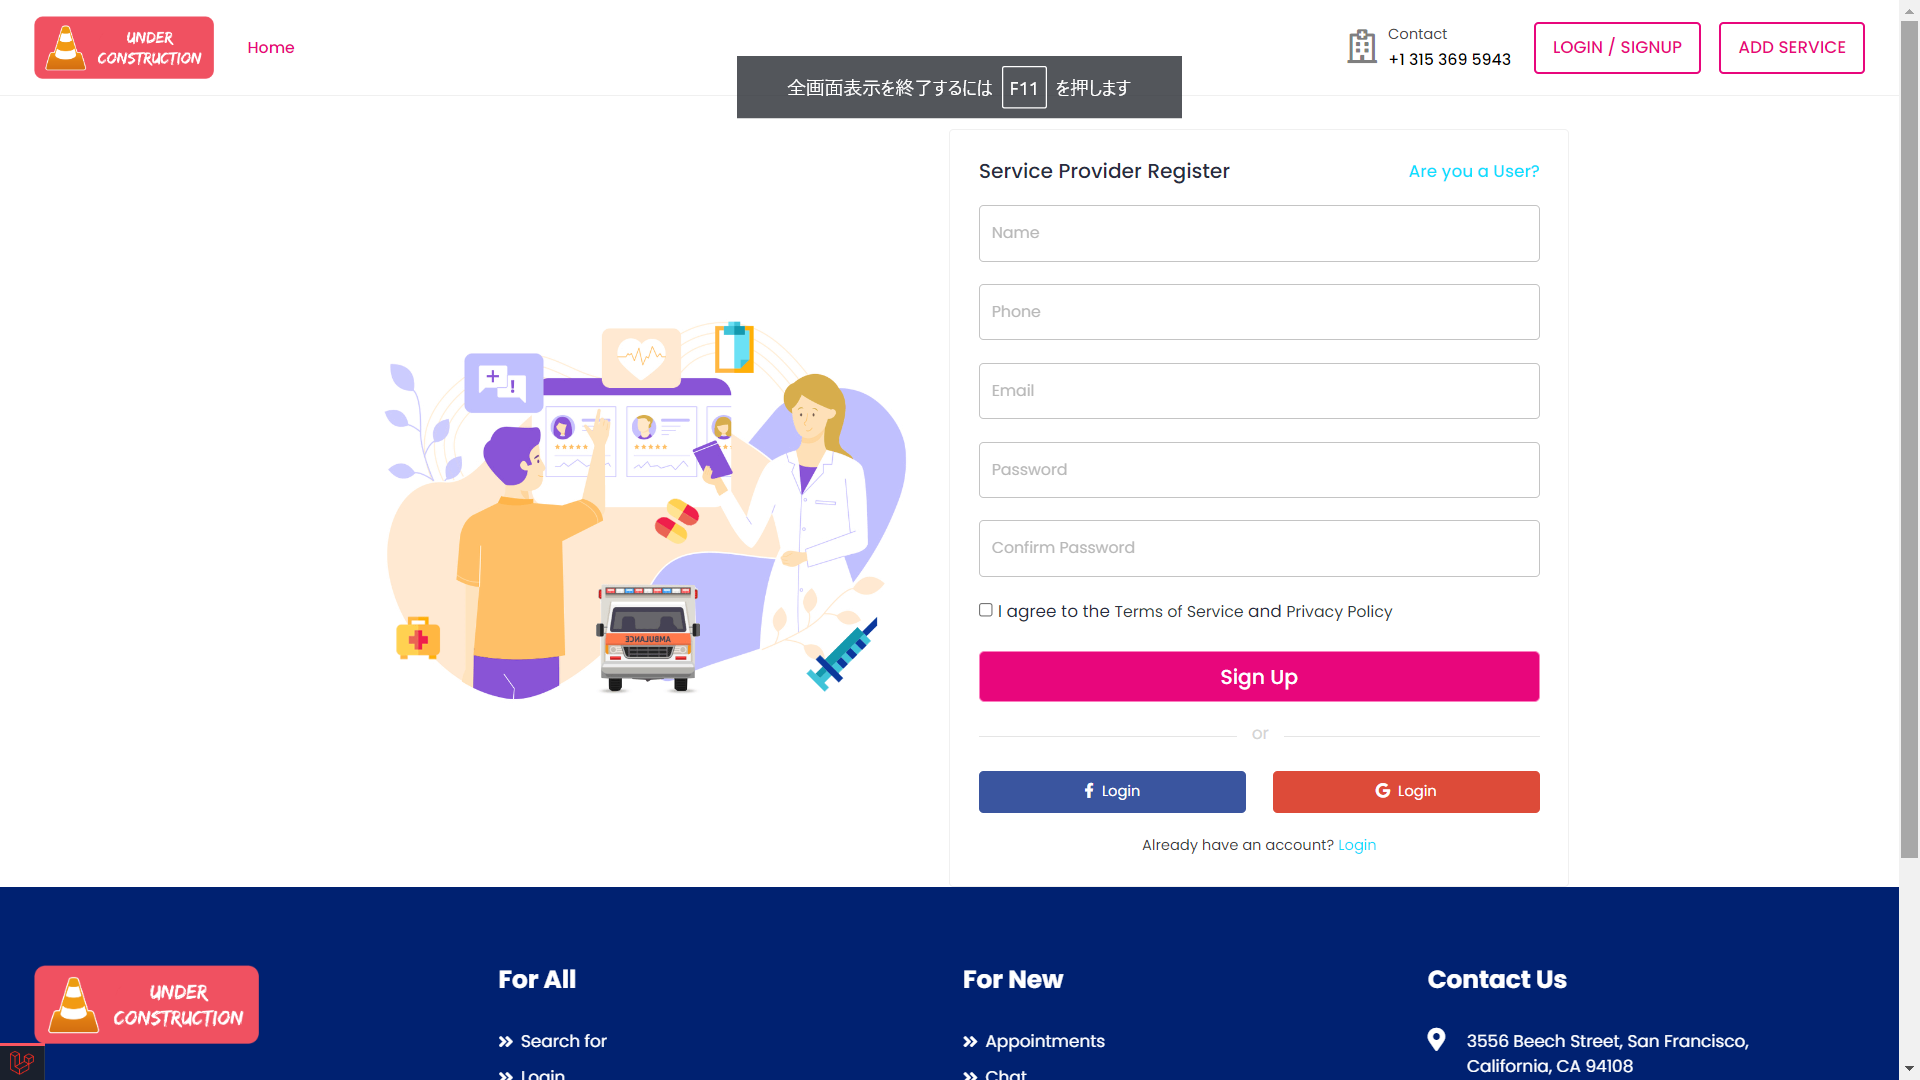 UNDER
CONSTRUCTION
Home
Contact
+1 315 369 5943
LOGIN / SIGNUP
ADD SERVICE
全画面表示を終了するには F11 を押します
Service Provider Register
Are you a User?
Name
Phone
Email
Password
Confirm Password
I agree to the Terms of Service and Privacy Policy
Sign Up
or
Login
Login
Already have an account? Login
AMBULANCE
UNDER
CONSTRUCTION
For All
Search for
Login
For New
Appointments
Chat
Contact Us
3556 Beech Street, San Francisco,
California, CA 94108